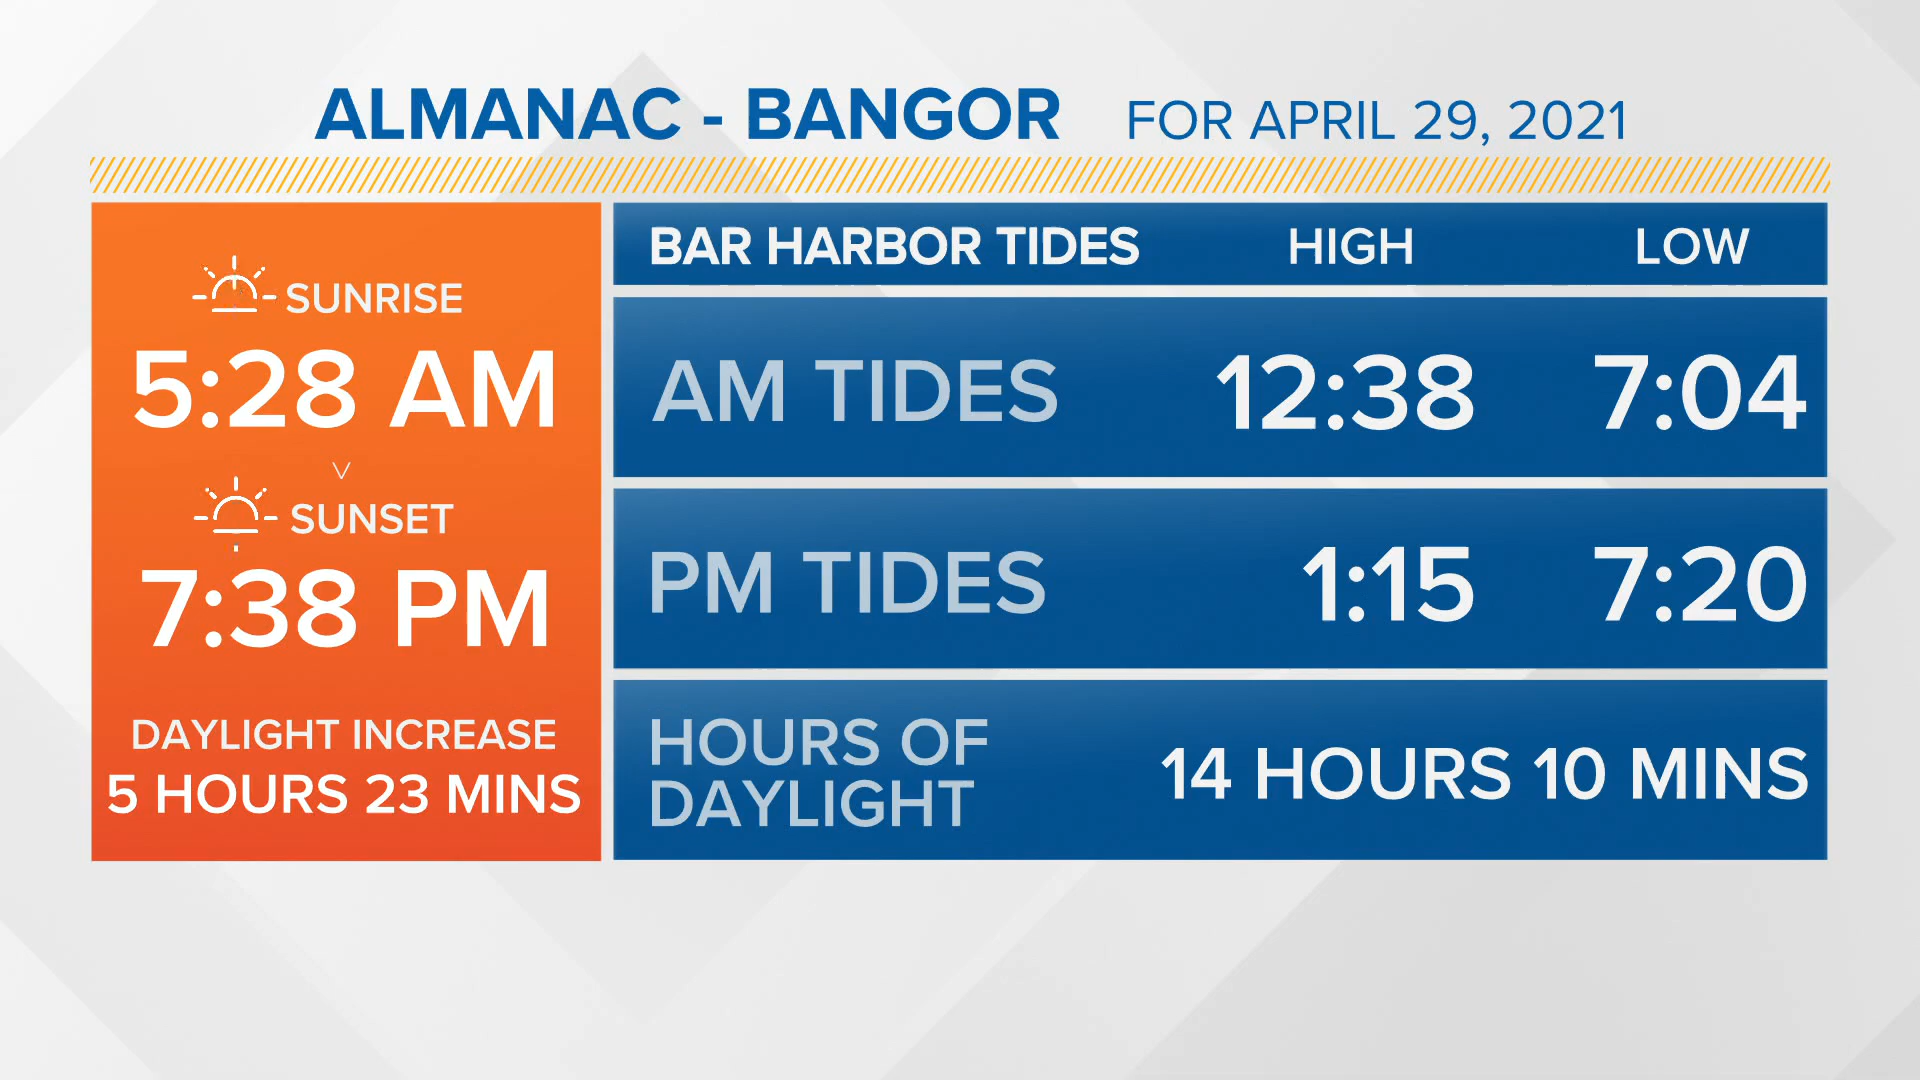 ALMANAC - BANGOR FOR APRIL 29, 2021
SUNRISE
5:28 AM
SUNSET
7:38 PM
DAYLIGHT INCREASE
5 HOURS 23 MINS
BAR HARBOR TIDES HIGH LOW
AM TIDES 12:38 7:04
PM TIDES 1:15 7:20
HOURS OF
DAYLIGHT
14 HOURS 10 MINS